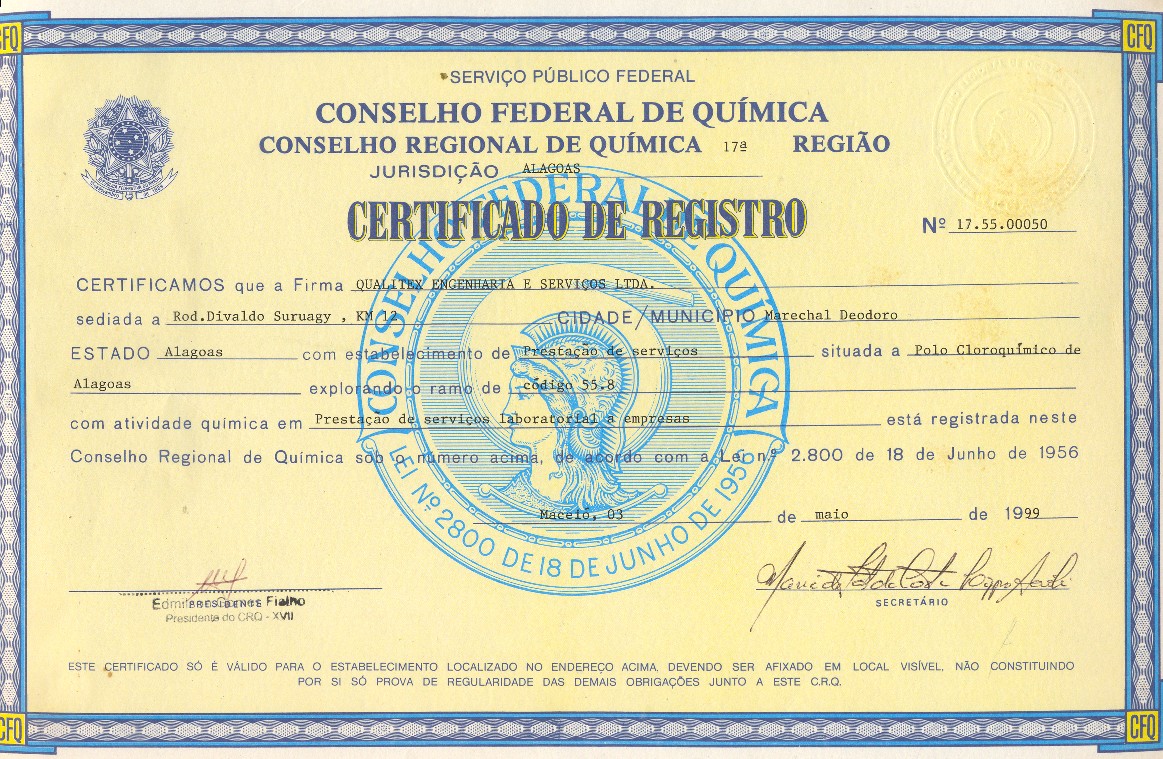 CFQ CFQ
SERVIÇO PÚBLICO FEDERAL
CONSELHO FEDERAL DE QUÍMICA
CONSELHO REGIONAL DE QUÍMICA 17ª REGIÃO
JURISDIÇÃO ALAGOAS
CERTIFICADO DE REGISTRO
Nº 17.55.00050
CERTIFICAMOS que a Firma QUALITEX ENGENHARIA E SERVIÇOS LTDA.
sediada a Rod.Divaldo Suruagy , KM 12 CIDADE/MUNICIPIO Marechal Deodoro
ESTADO Alagoas com estabelecimento de Prestação de serviços situada a Polo Cloroquímico de
Alagoas explorando o ramo de código 55.8
com atividade química em Prestação de serviços laboratorial a empresas está registrada neste
Conselho Regional de Química sob o número acima, de acordo com a Lei n.º 2.800 de 18 de Junho de 1956
Maceió, 03 de maio de 1999
CONSELHO FEDERAL DE QUÍMICA
LEI Nº 2800 DE 18 DE JUNHO DE 1956
PRESIDENTE
Fialho
Presidente do CRQ - XVII
SECRETÁRIO
ESTE CERTIFICADO SÓ É VÁLIDO PARA O ESTABELECIMENTO LOCALIZADO NO ENDEREÇO ACIMA, DEVENDO SER AFIXADO EM LOCAL VISÍVEL, NÃO CONSTITUINDO
POR SI SÓ PROVA DE REGULARIDADE DAS DEMAIS OBRIGAÇÕES JUNTO A ESTE C.R.Q.
CFQ CFQ